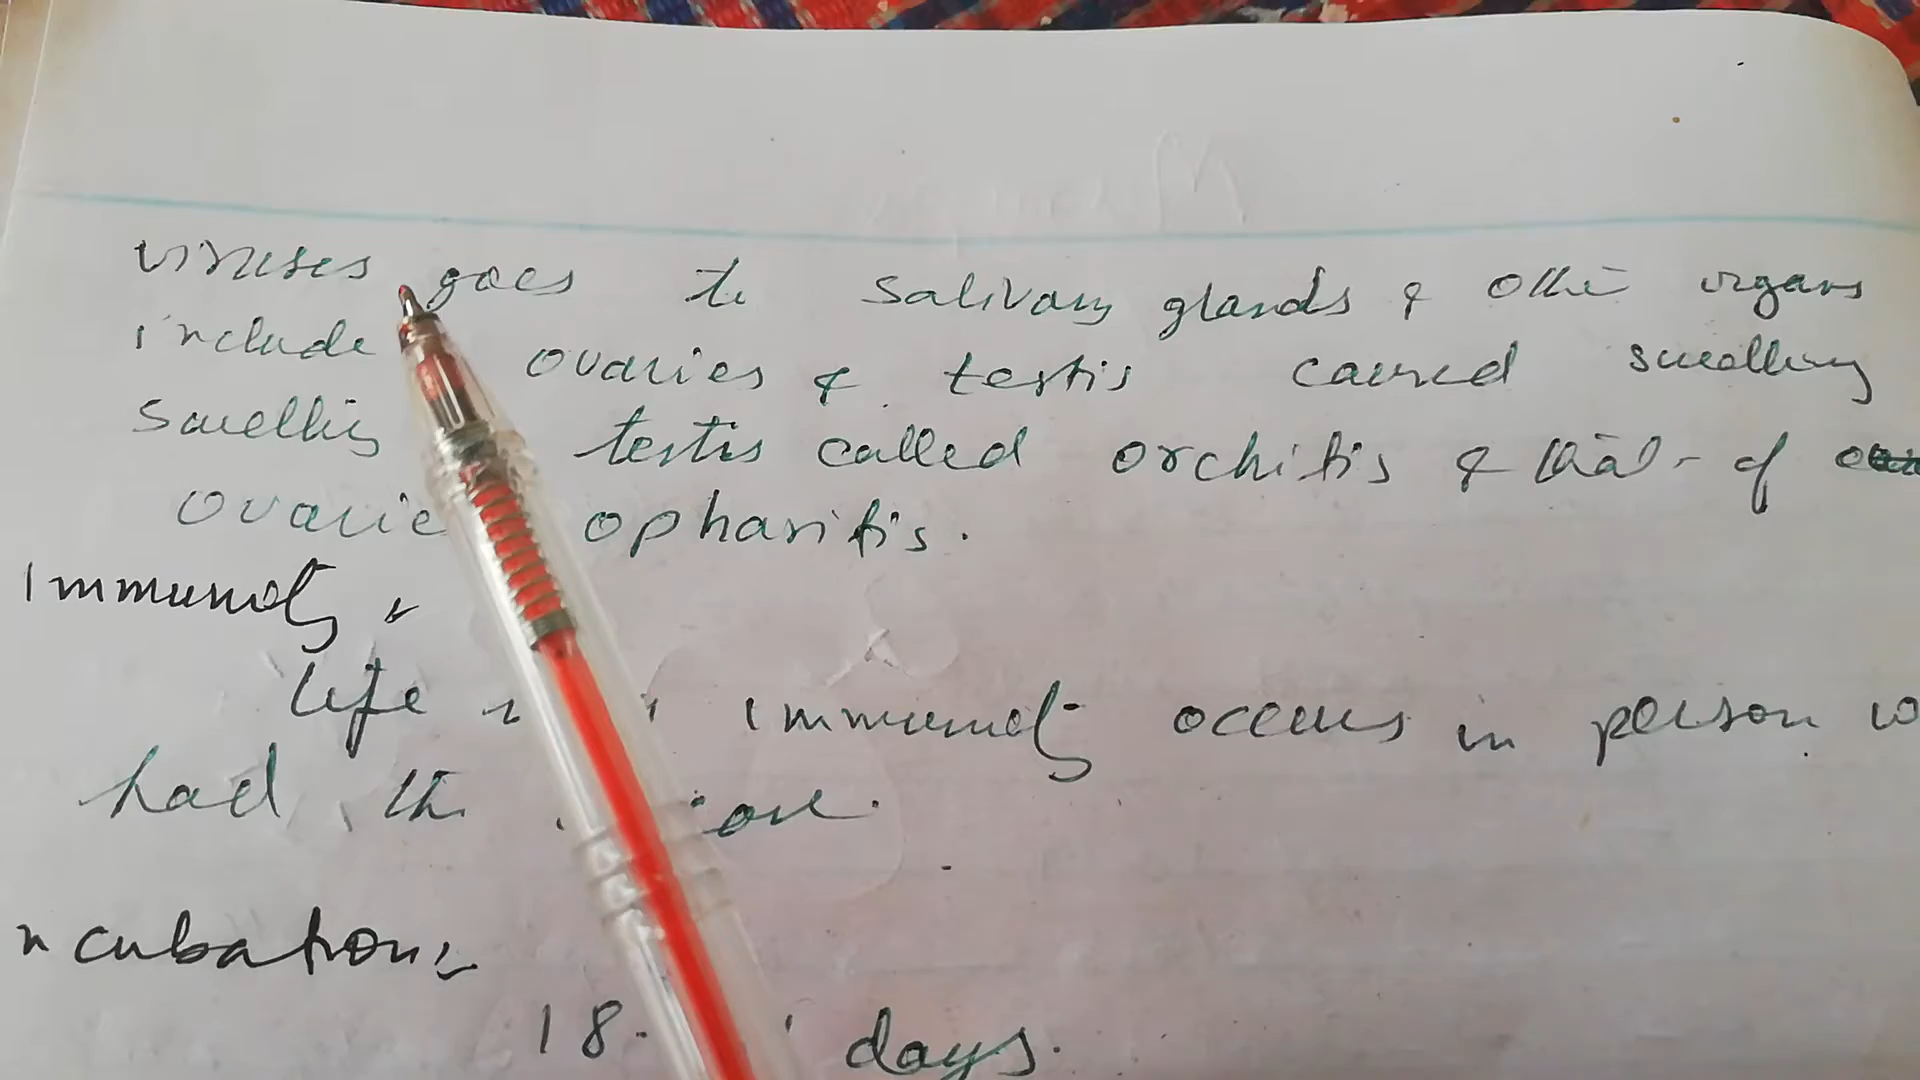 viruses goes to salivary glands & other organs
include ovaries & testis caused swelling
swelling testis called orchitis & that of
ovarie opharitis.
Immunity :-
Life immunity occurs in person
had, the
ncubation :-
18- days.